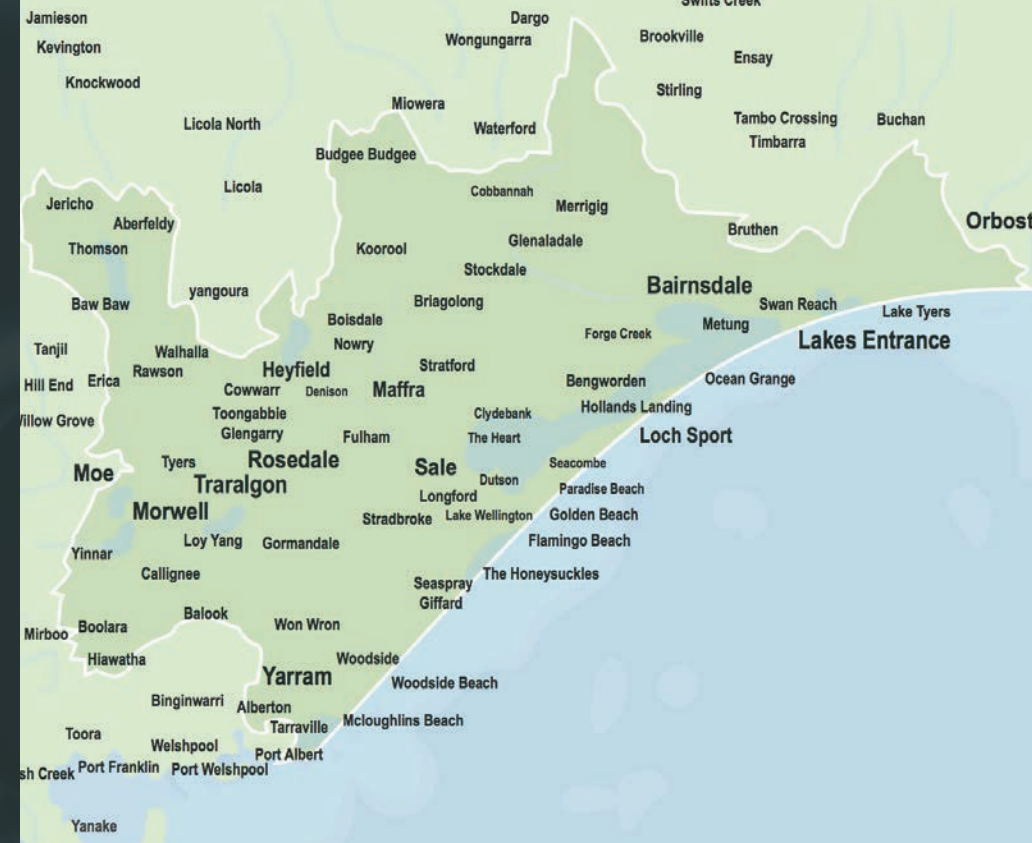 Swifts Creek
Jamieson
Dargo
Brookville
Wongungarra
Kevington
Ensay
Knockwood
Stirling
Miowera
Tambo Crossing
Buchan
Licola North
Waterford
Timbarra
Budgee Budgee
Licola
Cobbannah
Jericho
Merrigig
Aberfeldy
Orbost
Bruthen
Glenaladale
Thomson
Koorool
Stockdale
Bairnsdale
yangoura
Baw Baw
Briagolong
Swan Reach
Lake Tyers
Boisdale
Metung
Forge Creek
Lakes Entrance
Nowry
Tanjil
Walhalla
Stratford
Heyfield
Rawson
Erica
Hill End
Bengworden
Ocean Grange
Cowwarr
Denison
Maffra
Hollands Landing
Toongabbie
Clydebank
Willow Grove
Glengarry
Fulham
The Heart
Loch Sport
Rosedale
Tyers
Sale
Seacombe
Moe
Traralgon
Dutson
Paradise Beach
Longford
Morwell
Stradbroke
Lake Wellington
Golden Beach
Loy Yang
Gormandale
Flamingo Beach
Yinnar
Callignee
Seaspray
The Honeysuckles
Giffard
Balook
Won Wron
Boolara
Mirboo
Hiawatha
Woodside
Yarram
Woodside Beach
Binginwarri
Alberton
Mcloughlins Beach
Tarraville
Toora
Welshpool
Port Albert
sh Creek
Port Franklin
Port Welshpool
Yanake